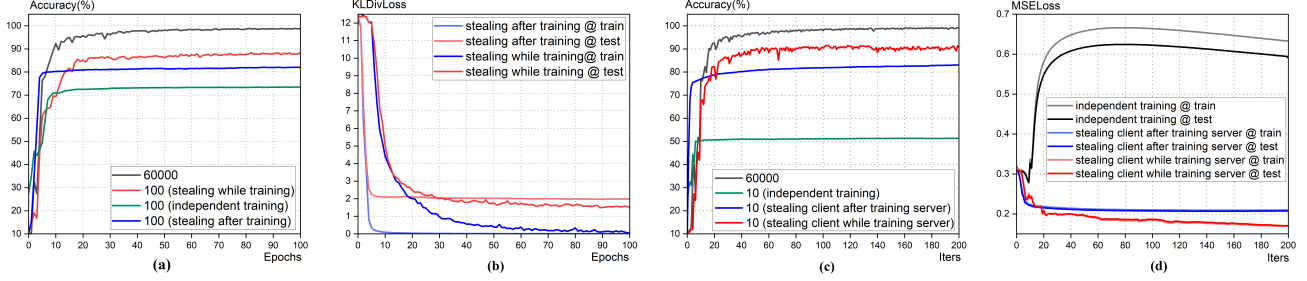 Accuracy(%)
100
90
80
70
60
50
40
30
20
10
60000
100 (stealing while training)
100 (independent training)
100 (stealing after training)
0 10 20 30 40 50 60 70 80 90 100
Epochs
(a)
KLDivLoss
12
11
10
9
8
7
6
5
4
3
2
1
0
stealing after training @ train
stealing after training @ test
stealing while training@ train
stealing while training @ test
0 10 20 30 40 50 60 70 80 90 100
Epochs
(b)
Accuracy(%)
100
90
80
70
60
50
40
30
20
10
60000
10 (independent training)
10 (stealing client after training server)
10 (stealing client while training server)
0 20 40 60 80 100 120 140 160 180 200
Iters
(c)
MSELoss
0.7
0.6
0.5
0.4
0.3
0.2
independent training @ train
independent training @ test
stealing client after training server @ train
stealing client after training server @ test
stealing client while training server @ train
stealing client while training server @ test
0 20 40 60 80 100 120 140 160 180 200
Iters
(d)